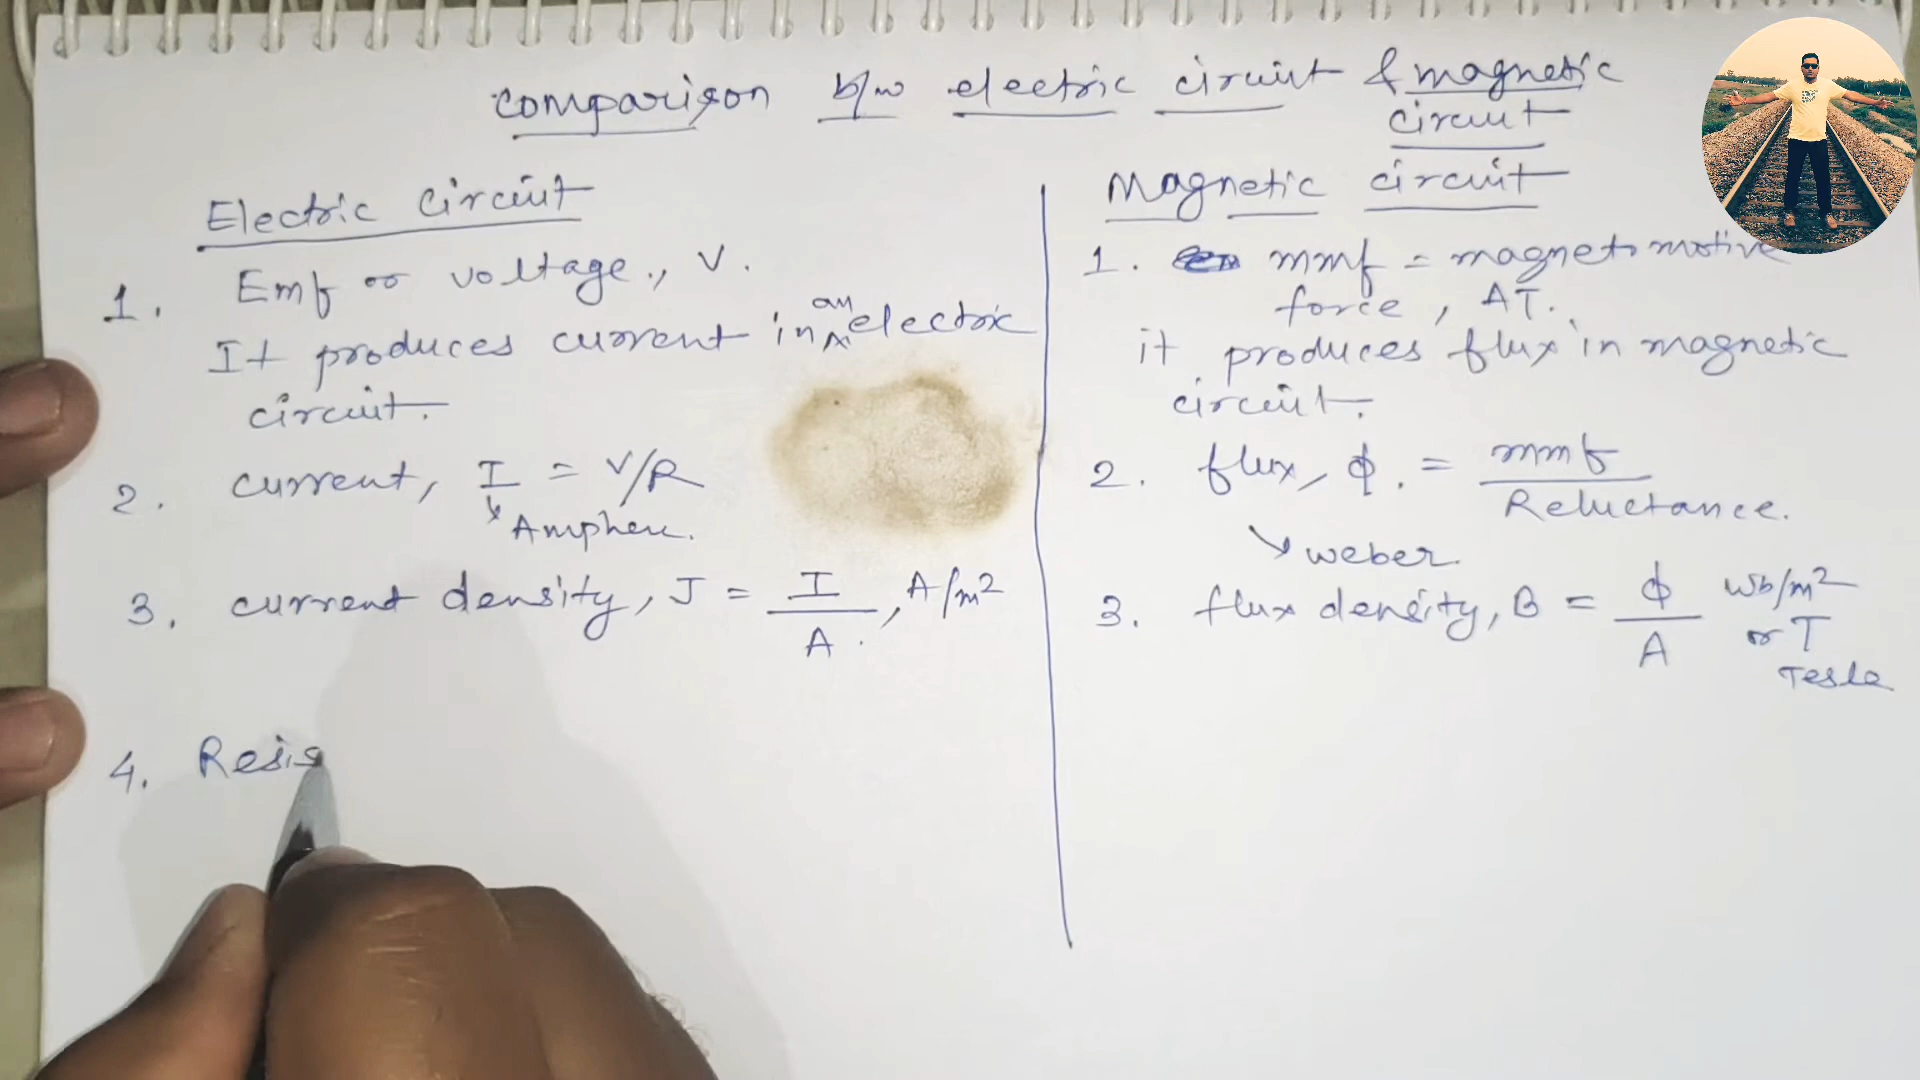 comparison b/w electric circuit & magnetic
circuit
Electric circuit
1. Emf or voltage, V.
It produces current in an electric
circuit.
2. current, I = V/R
Amphere.
3. current density, J = I/A, A/m²
4. Resis
Magnetic circuit
1. mmf = magnetomotive
force, AT.
it produces flux in magnetic
circuit.
2. flux, ϕ. = mmf/Reluctance.
weber
3. flux density, B = ϕ/A Wb/m²
or T
Tesla